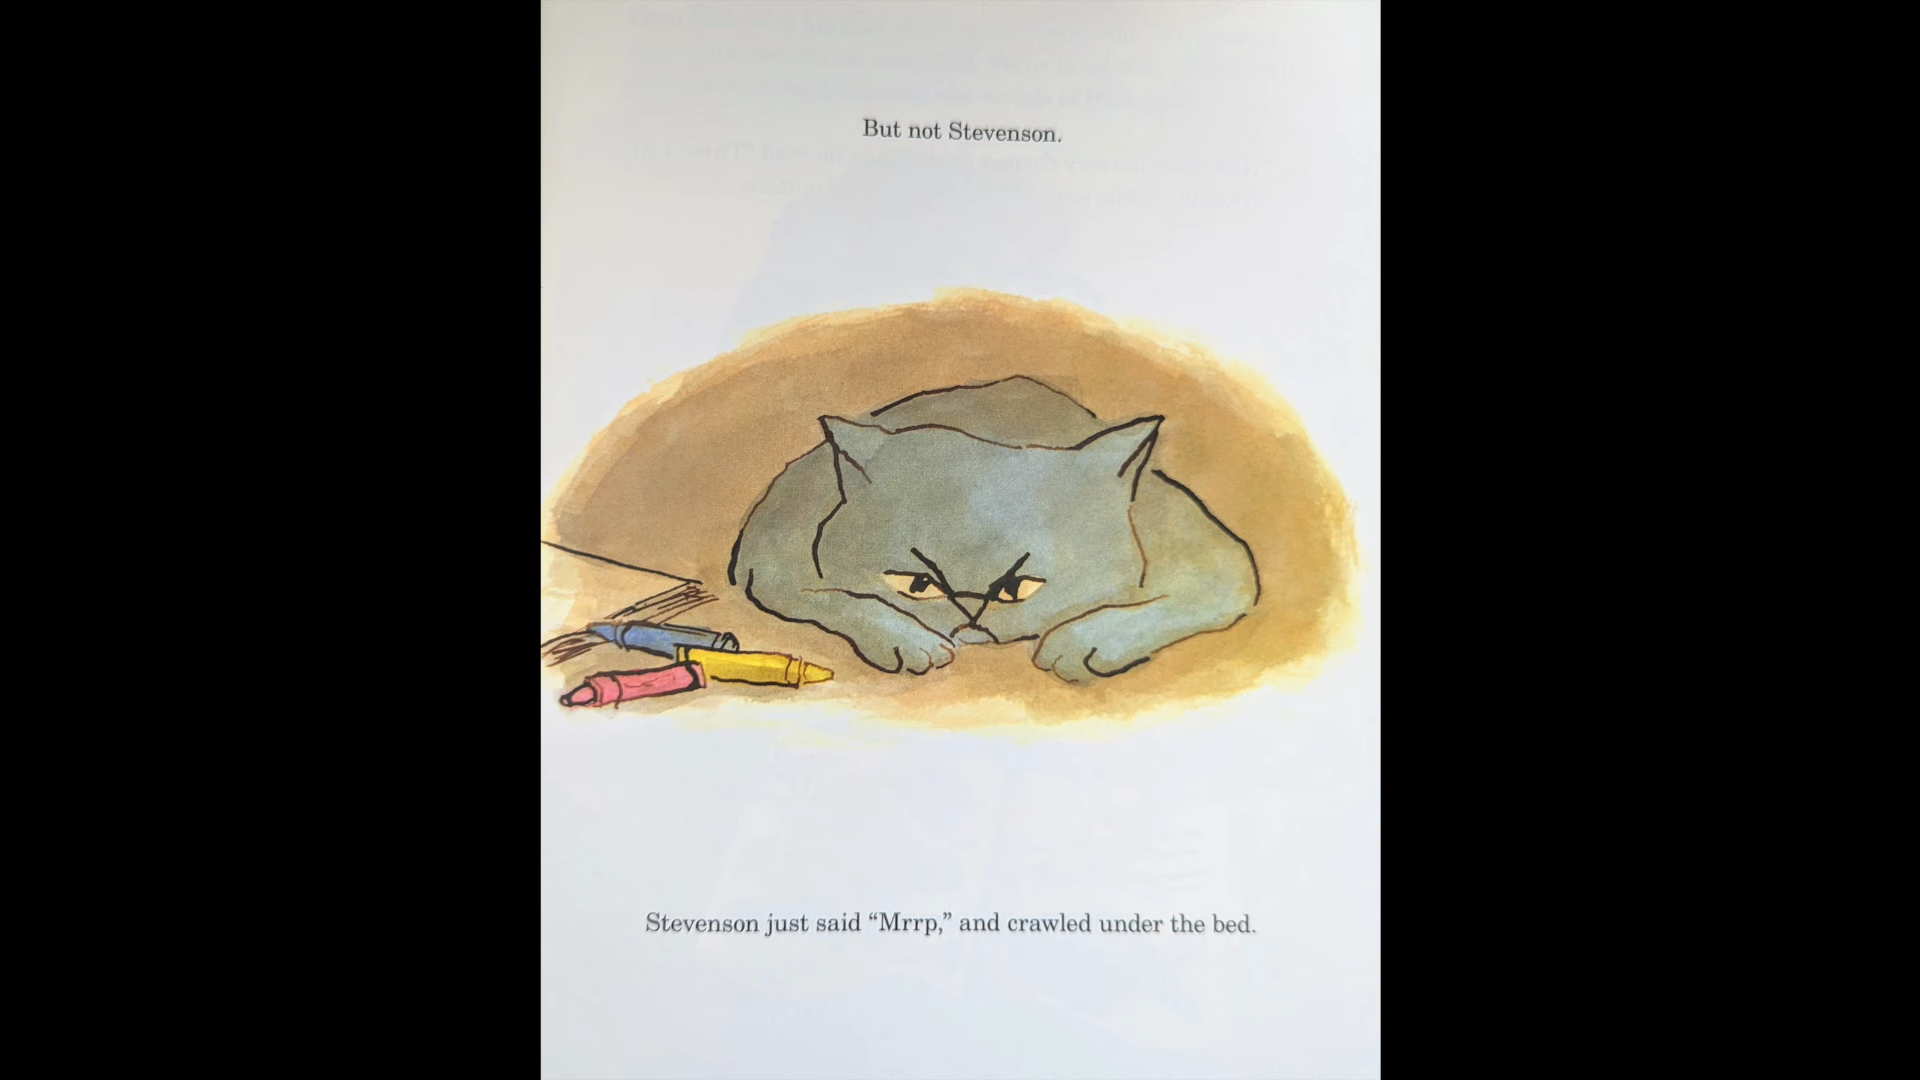 But not Stevenson.
Stevenson just said “Mrrp,” and crawled under the bed.